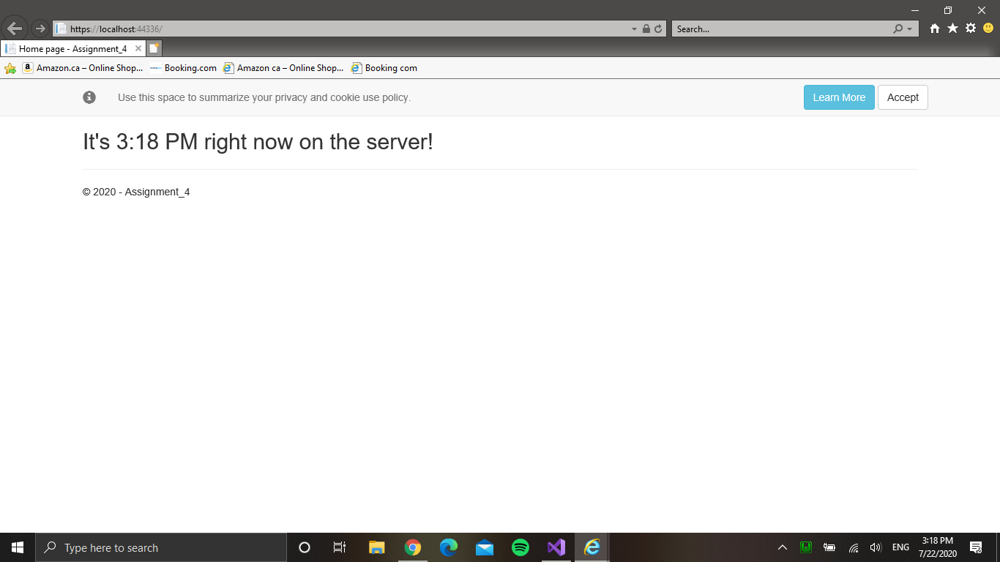 https://localhost:44336/
Search...
Home page - Assignment_4
Amazon.ca – Online Shop...
Booking.com
Amazon ca – Online Shop...
Booking com
Use this space to summarize your privacy and cookie use policy.
Learn More
Accept
It's 3:18 PM right now on the server!
© 2020 - Assignment_4
Type here to search
ENG
3:18 PM
7/22/2020